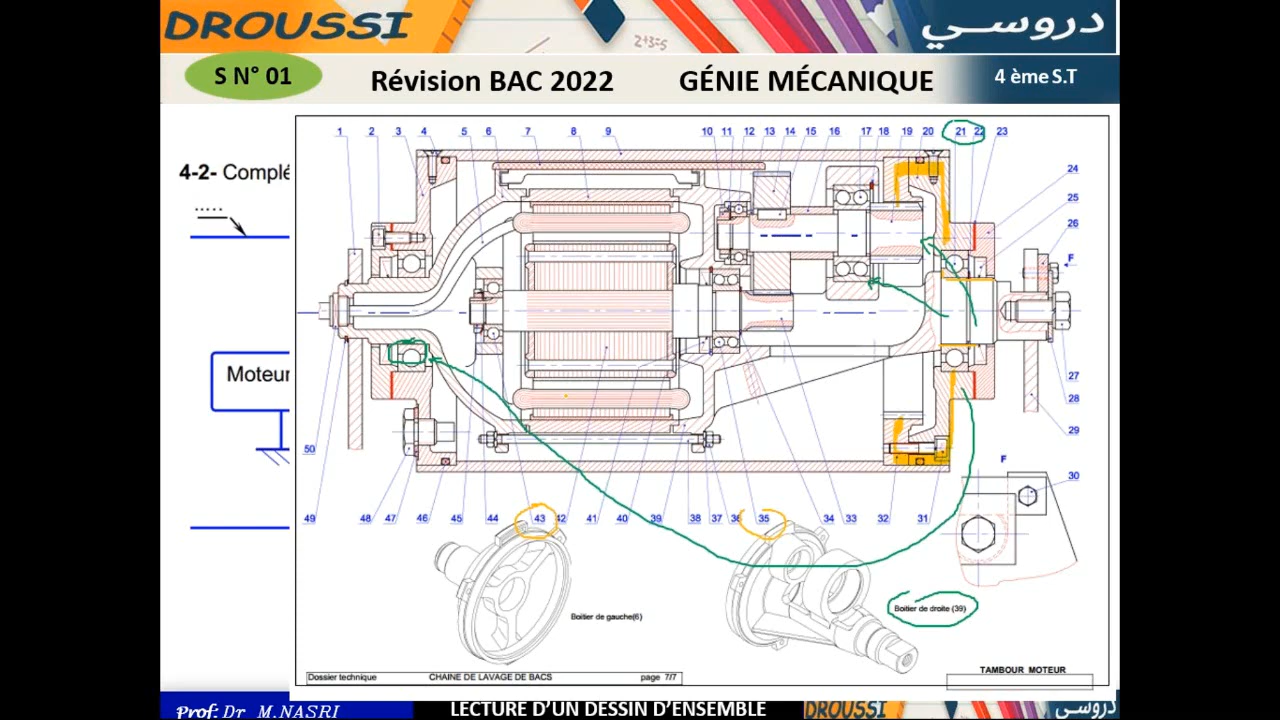 DROUSSI
2+3=5
دروسي
S N° 01
Révision BAC 2022 GÉNIE MÉCANIQUE
4 ème S.T
4-2- Complé
.....
1 2 3 4 5 6 7 8 9 10 11 12 13 14 15 16 17 18 19 20 21 22 23
24
25
26
F
Moteur
27
28
29
50
F
30
49 48 47 46 45 44 43 42 41 40 39 38 37 36 35 34 33 32 31
Boitier de droite (39)
Boitier de gauche(6)
TAMBOUR MOTEUR
Dossier technique CHAINE DE LAVAGE DE BACS page 7/7
Prof: Dr M.NASRI
LECTURE D'UN DESSIN D'ENSEMBLE
DROUSSI
دروسي